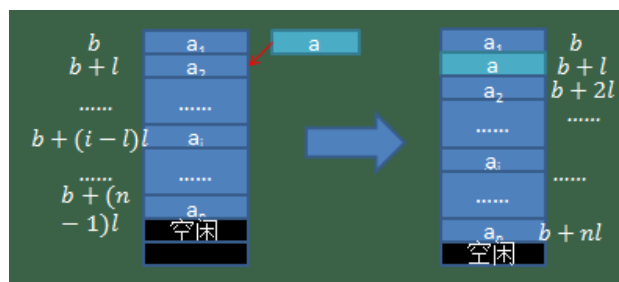 b
b + l
……
b + (i − l)l
……
b + (n
− 1)l
a₁
a₂
……
aᵢ
……
aₙ
空闲
a
a₁
a
a₂
……
aᵢ
……
aₙ
空闲
b
b + l
b + 2l
……
……
b + nl